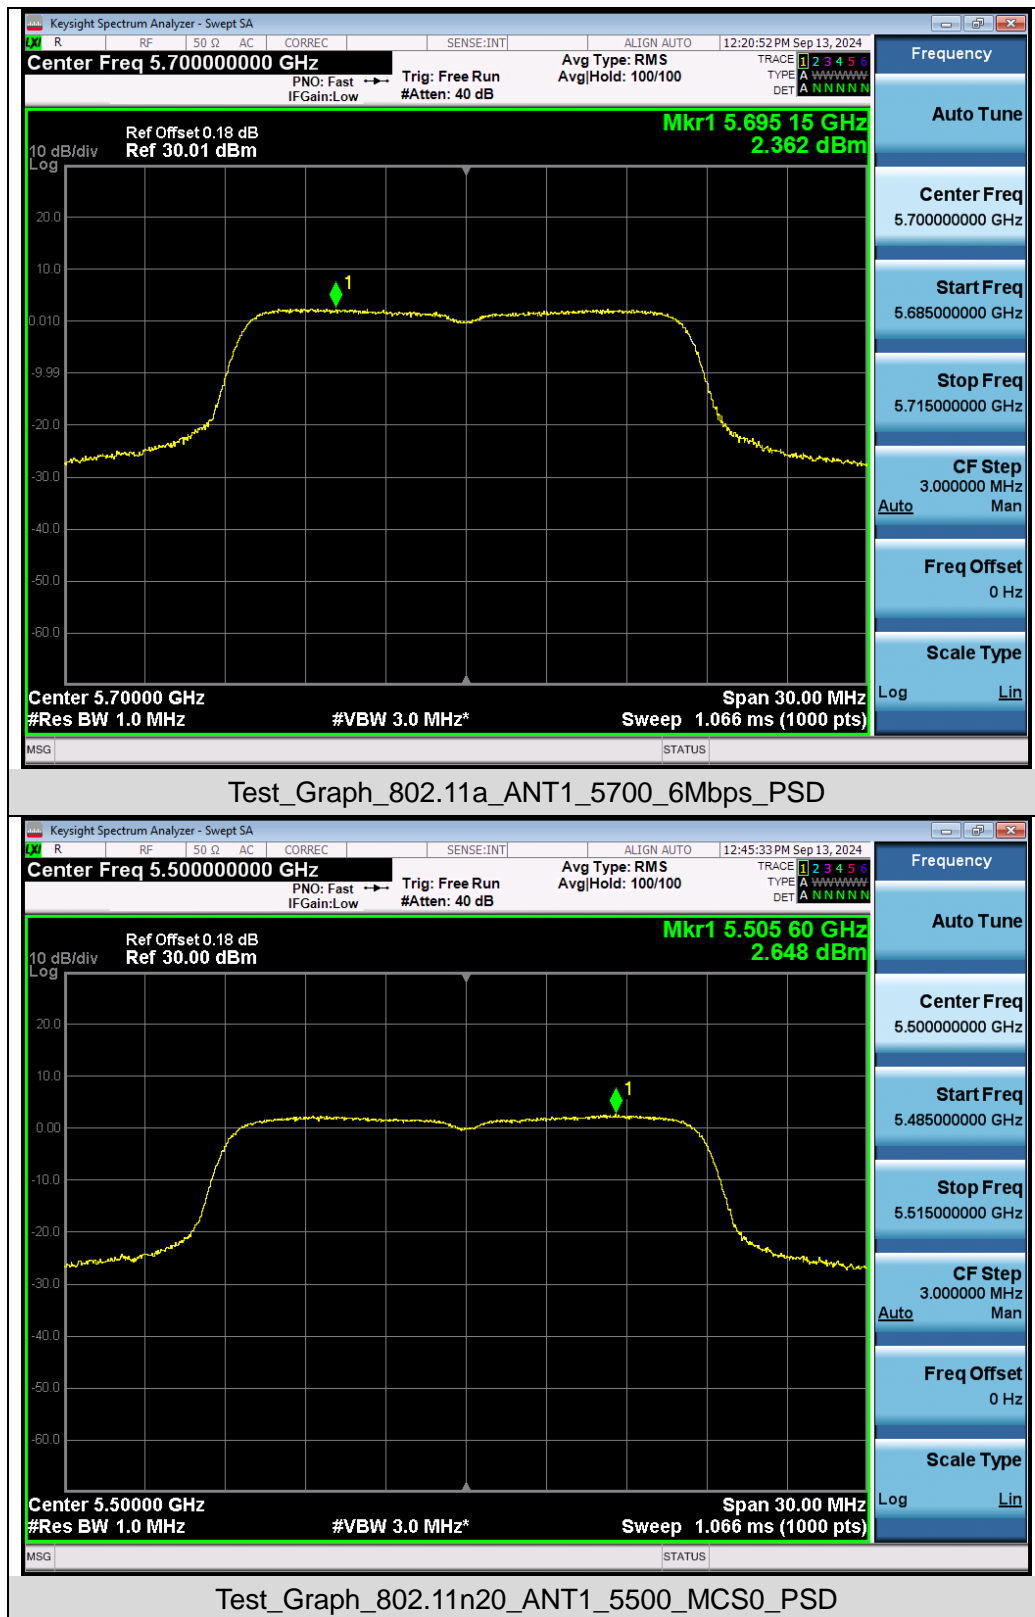 Keysight Spectrum Analyzer - Swept SA
LXI R RF 50 Ω AC CORREC SENSE:INT ALIGN AUTO 12:20:52 PM Sep 13, 2024
Center Freq 5.700000000 GHz
PNO: Fast
IFGain:Low
Trig: Free Run
#Atten: 40 dB
Avg Type: RMS
Avg|Hold: 100/100
TRACE 1 2 3 4 5 6
TYPE A WWWWW
DET A N N N N N
Frequency
Auto Tune
Center Freq
5.700000000 GHz
Start Freq
5.685000000 GHz
Stop Freq
5.715000000 GHz
CF Step
3.000000 MHz
Auto Man
Freq Offset
0 Hz
Scale Type
Log Lin
Mkr1 5.695 15 GHz
2.362 dBm
Ref Offset 0.18 dB
10 dB/div Ref 30.01 dBm
Log
20.0
10.0
1
0.010
-9.99
-20.0
-30.0
-40.0
-50.0
-60.0
Center 5.70000 GHz Span 30.00 MHz
#Res BW 1.0 MHz #VBW 3.0 MHz* Sweep 1.066 ms (1000 pts)
MSG STATUS
Test_Graph_802.11a_ANT1_5700_6Mbps_PSD
Keysight Spectrum Analyzer - Swept SA
LXI R RF 50 Ω AC CORREC SENSE:INT ALIGN AUTO 12:45:33 PM Sep 13, 2024
Center Freq 5.500000000 GHz
PNO: Fast
IFGain:Low
Trig: Free Run
#Atten: 40 dB
Avg Type: RMS
Avg|Hold: 100/100
TRACE 1 2 3 4 5 6
TYPE A WWWWW
DET A N N N N N
Frequency
Auto Tune
Center Freq
5.500000000 GHz
Start Freq
5.485000000 GHz
Stop Freq
5.515000000 GHz
CF Step
3.000000 MHz
Auto Man
Freq Offset
0 Hz
Scale Type
Log Lin
Mkr1 5.505 60 GHz
2.648 dBm
Ref Offset 0.18 dB
10 dB/div Ref 30.00 dBm
Log
20.0
10.0
1
0.00
-10.0
-20.0
-30.0
-40.0
-50.0
-60.0
Center 5.50000 GHz Span 30.00 MHz
#Res BW 1.0 MHz #VBW 3.0 MHz* Sweep 1.066 ms (1000 pts)
MSG STATUS
Test_Graph_802.11n20_ANT1_5500_MCS0_PSD